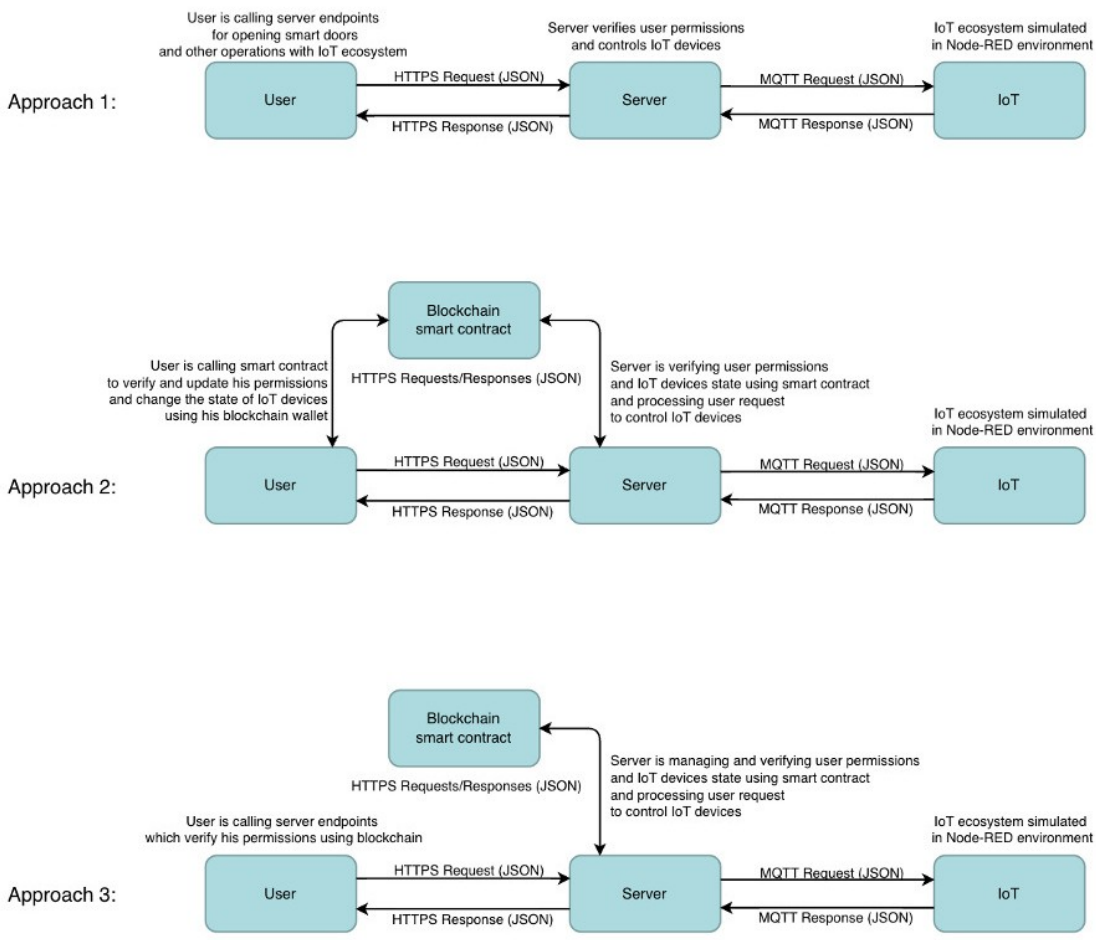 User is calling server endpoints
for opening smart doors
and other operations with IoT ecosystem
Server verifies user permissions
and controls IoT devices
IoT ecosystem simulated
in Node-RED environment
Approach 1:
User
HTTPS Request (JSON)
HTTPS Response (JSON)
Server
MQTT Request (JSON)
MQTT Response (JSON)
IoT
Blockchain
smart contract
HTTPS Requests/Responses (JSON)
User is calling smart contract
to verify and update his permissions
and change the state of IoT devices
using his blockchain wallet
Server is verifying user permissions
and IoT devices state using smart contract
and processing user request
to control IoT devices
IoT ecosystem simulated
in Node-RED environment
Approach 2:
User
HTTPS Request (JSON)
HTTPS Response (JSON)
Server
MQTT Request (JSON)
MQTT Response (JSON)
IoT
Blockchain
smart contract
HTTPS Requests/Responses (JSON)
Server is managing and verifying user permissions
and IoT devices state using smart contract
and processing user request
to control IoT devices
User is calling server endpoints
which verify his permissions using blockchain
IoT ecosystem simulated
in Node-RED environment
Approach 3:
User
HTTPS Request (JSON)
HTTPS Response (JSON)
Server
MQTT Request (JSON)
MQTT Response (JSON)
IoT